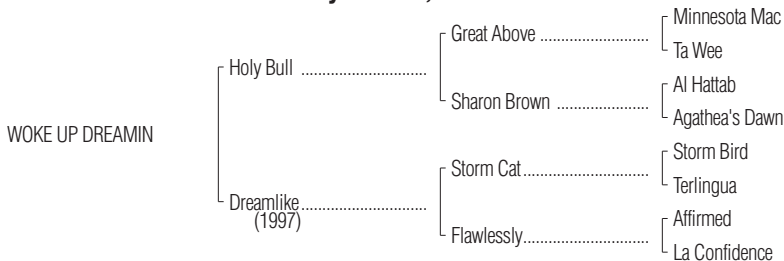 Minnesota Mac
Great Above ..............................
Ta Wee
Holy Bull ..................................
Al Hattab
Sharon Brown .........................
Agathea's Dawn
WOKE UP DREAMIN
Storm Bird
Storm Cat..................................
Terlingua
Dreamlike..................................
(1997)
Affirmed
Flawlessly..................................
La Confidence